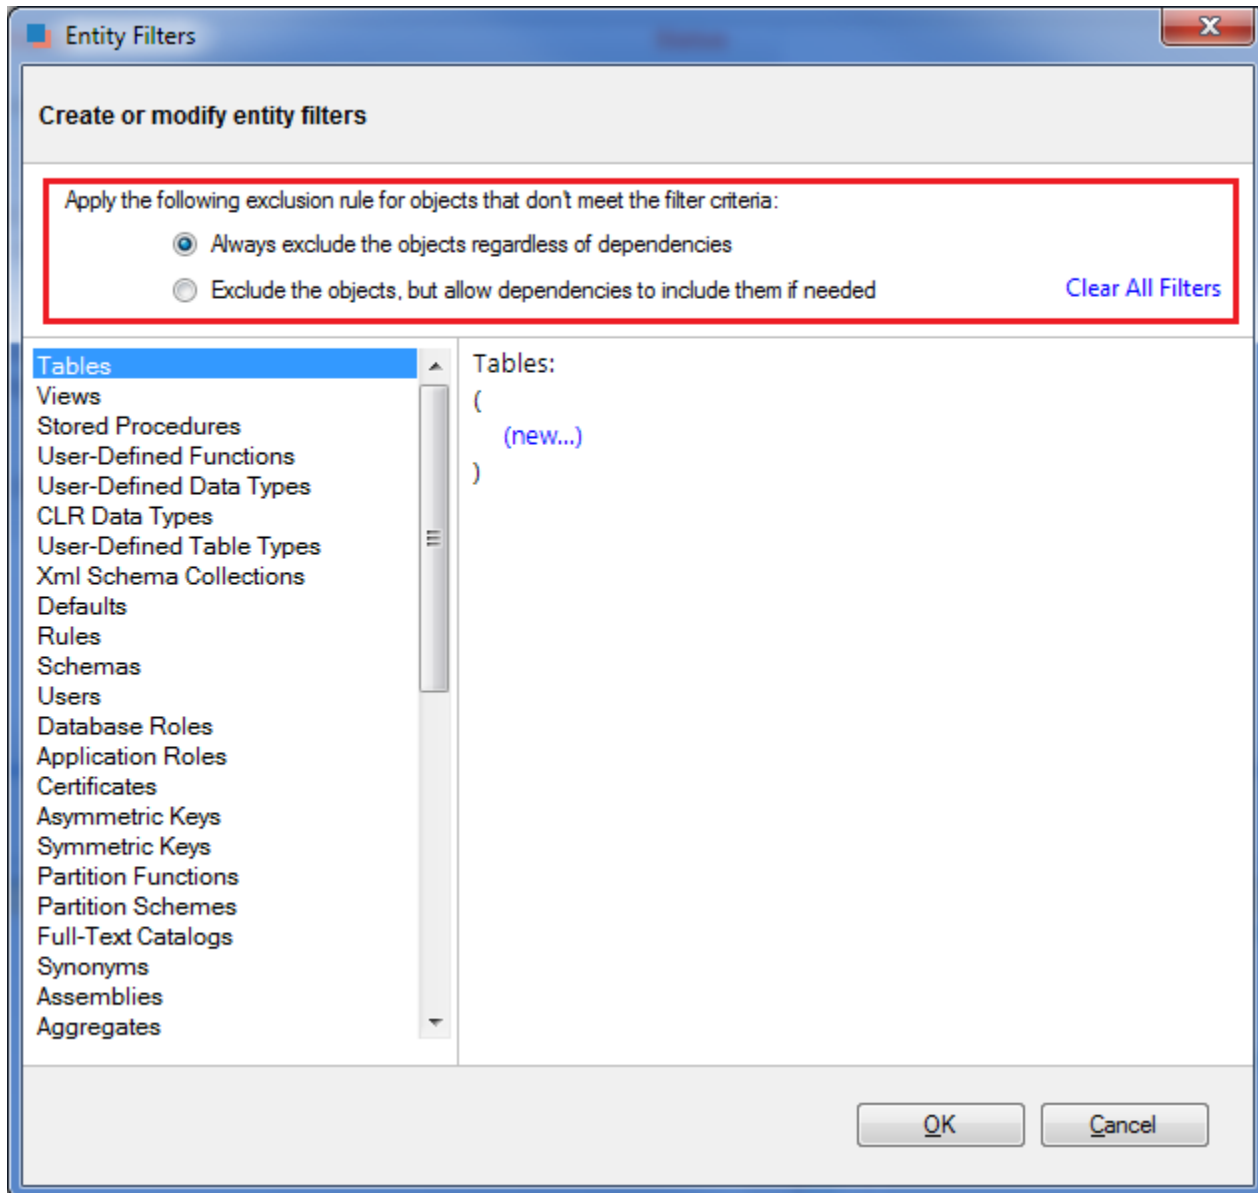 Entity Filters
Create or modify entity filters
Apply the following exclusion rule for objects that don't meet the filter criteria:
Always exclude the objects regardless of dependencies
Exclude the objects, but allow dependencies to include them if needed
Clear All Filters
Tables
Views
Stored Procedures
User-Defined Functions
User-Defined Data Types
CLR Data Types
User-Defined Table Types
Xml Schema Collections
Defaults
Rules
Schemas
Users
Database Roles
Application Roles
Certificates
Asymmetric Keys
Symmetric Keys
Partition Functions
Partition Schemes
Full-Text Catalogs
Synonyms
Assemblies
Aggregates
Tables:
(
(new...)
)
OK
Cancel